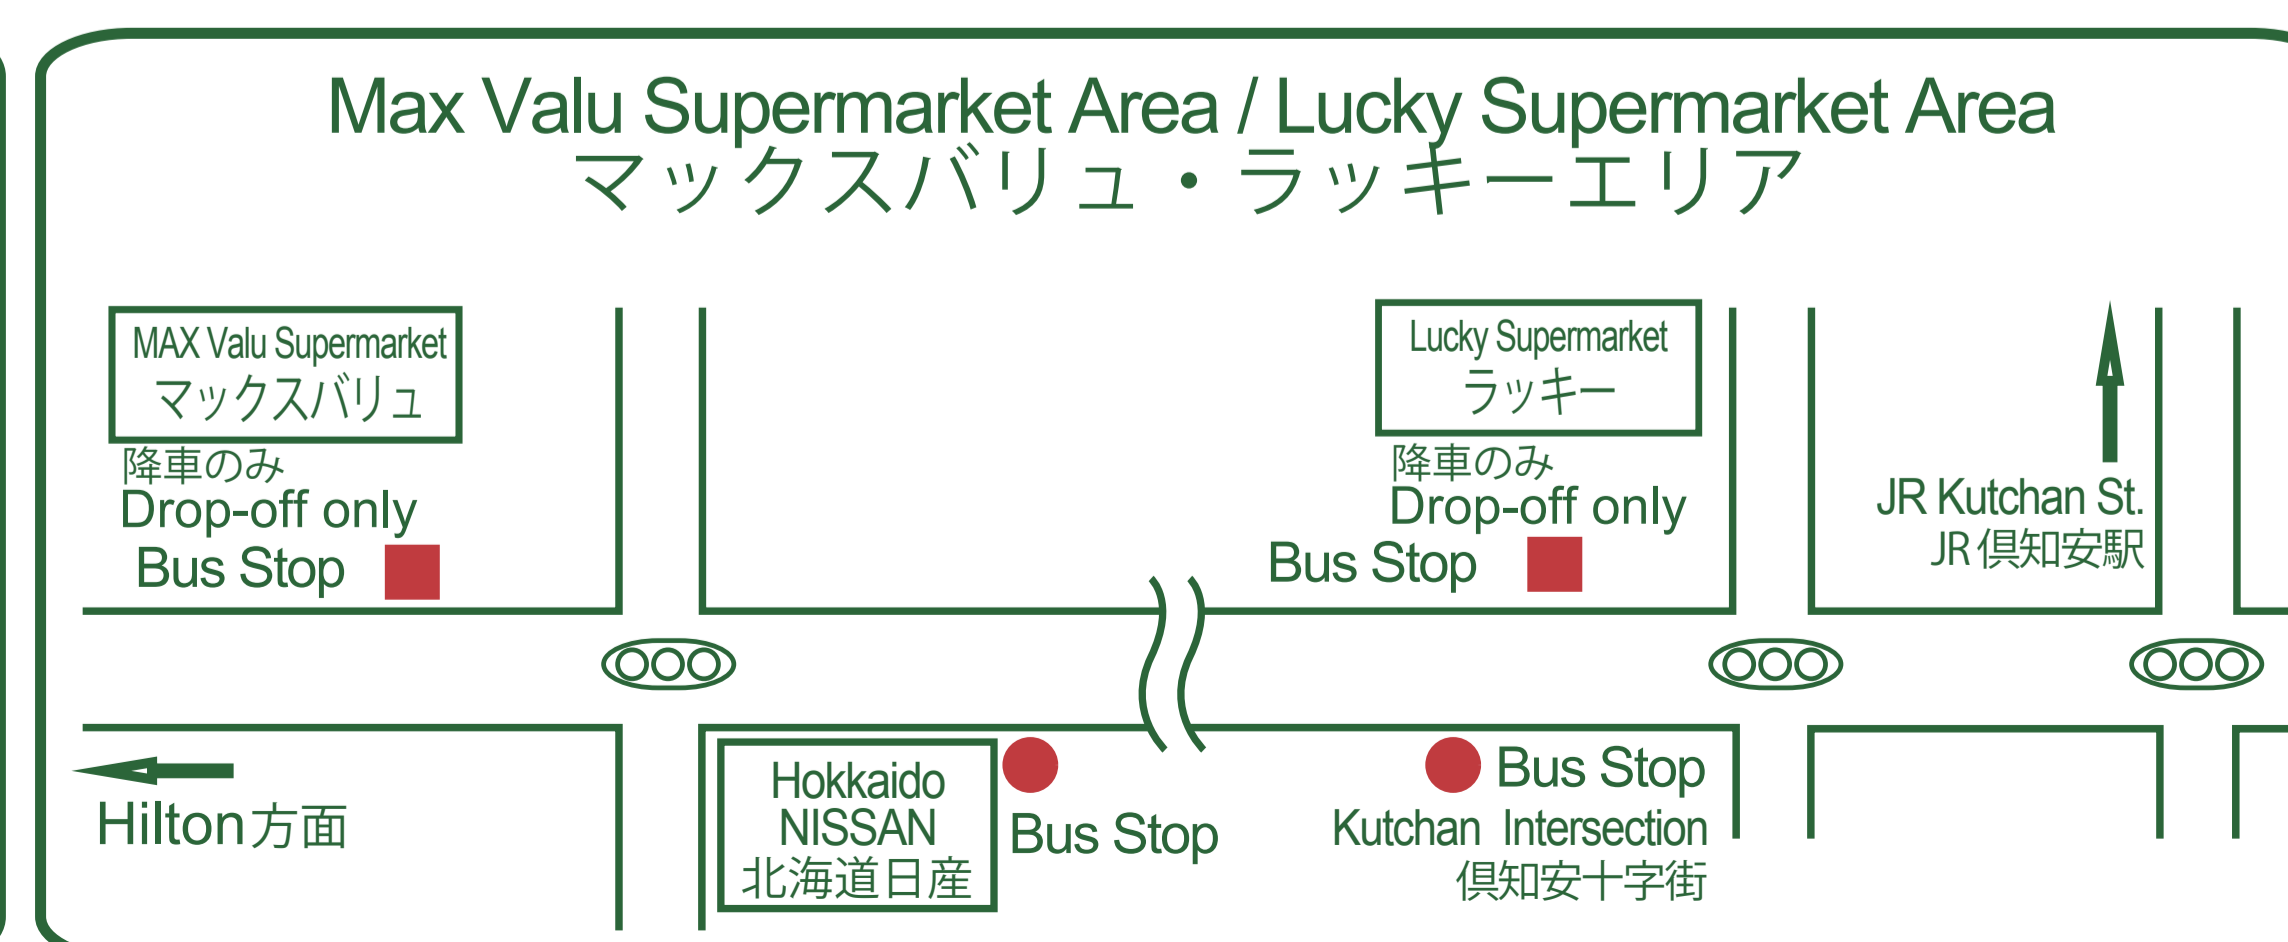 Max Valu Supermarket Area / Lucky Supermarket Area
マックスバリュ・ラッキーエリア
MAX Valu Supermarket
マックスバリュ
降車のみ
Drop-off only
Bus Stop
Lucky Supermarket
ラッキー
降車のみ
Drop-off only
Bus Stop
JR Kutchan St.
JR 倶知安駅
Hilton方面
Hokkaido
NISSAN
北海道日産
Bus Stop
Bus Stop
Kutchan Intersection
倶知安十字街